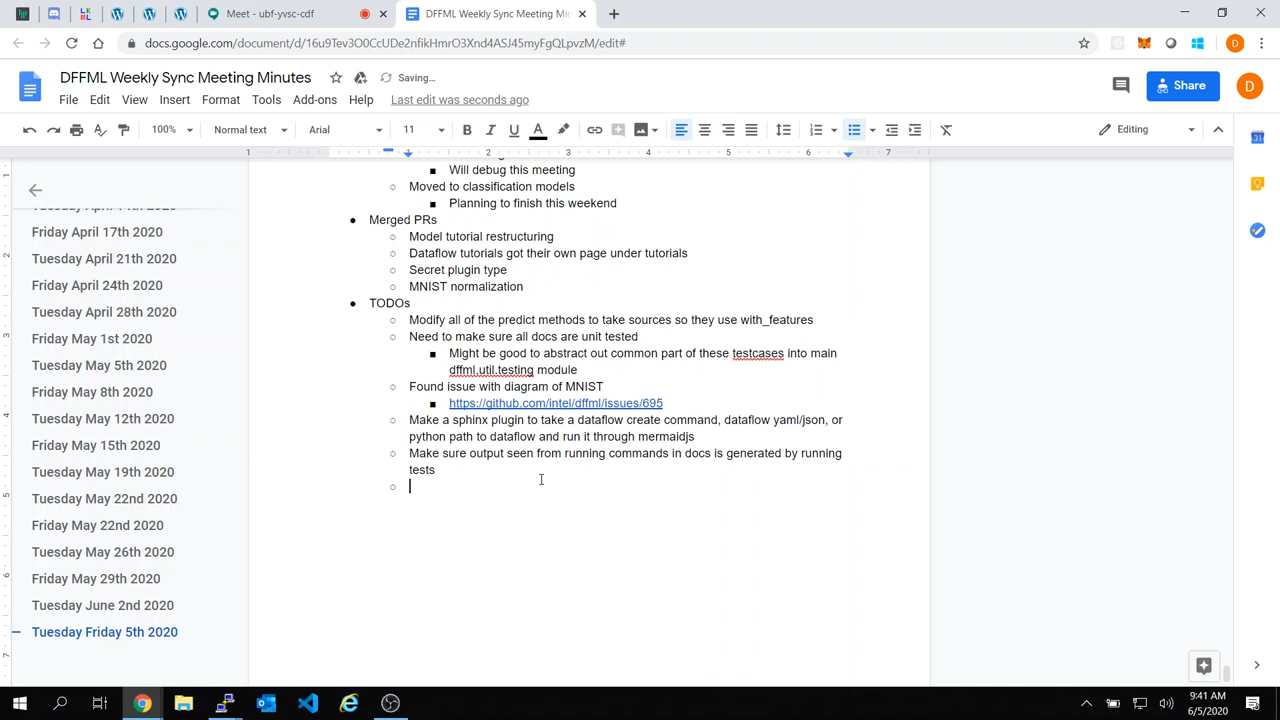 Meet - ubf-yvsc-cdf
DFFML Weekly Sync Meeting Min
docs.google.com/document/d/16u9Tev3O0CcUDe2nfikHmrO3Xnd4ASJ45myFgQLpvzM/edit#
DFFML Weekly Sync Meeting Minutes
Saving...
File Edit View Insert Format Tools Add-ons Help Last edit was seconds ago
Share
D
D
100% Normal text Arial 11 Editing
1 1 2 3 4 5 6 7
Will debug this meeting
Moved to classification models
Planning to finish this weekend
Merged PRs
Model tutorial restructuring
Dataflow tutorials got their own page under tutorials
Secret plugin type
MNIST normalization
TODOs
Modify all of the predict methods to take sources so they use with_features
Need to make sure all docs are unit tested
Might be good to abstract out common part of these testcases into main
dffml.util.testing module
Found issue with diagram of MNIST
https://github.com/intel/dffml/issues/695
Make a sphinx plugin to take a dataflow create command, dataflow yaml/json, or
python path to dataflow and run it through mermaidjs
Make sure output seen from running commands in docs is generated by running
tests
Friday April 17th 2020
Tuesday April 21th 2020
Friday April 24th 2020
Tuesday April 28th 2020
Friday May 1st 2020
Tuesday May 5th 2020
Friday May 8th 2020
Tuesday May 12th 2020
Friday May 15th 2020
Tuesday May 19th 2020
Tuesday May 22nd 2020
Friday May 22nd 2020
Tuesday May 26th 2020
Friday May 29th 2020
Tuesday June 2nd 2020
Tuesday Friday 5th 2020
9:41 AM
6/5/2020